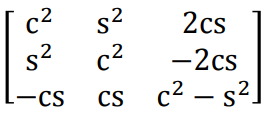 c² s² 2cs
s² c² −2cs
−cs cs c² − s²